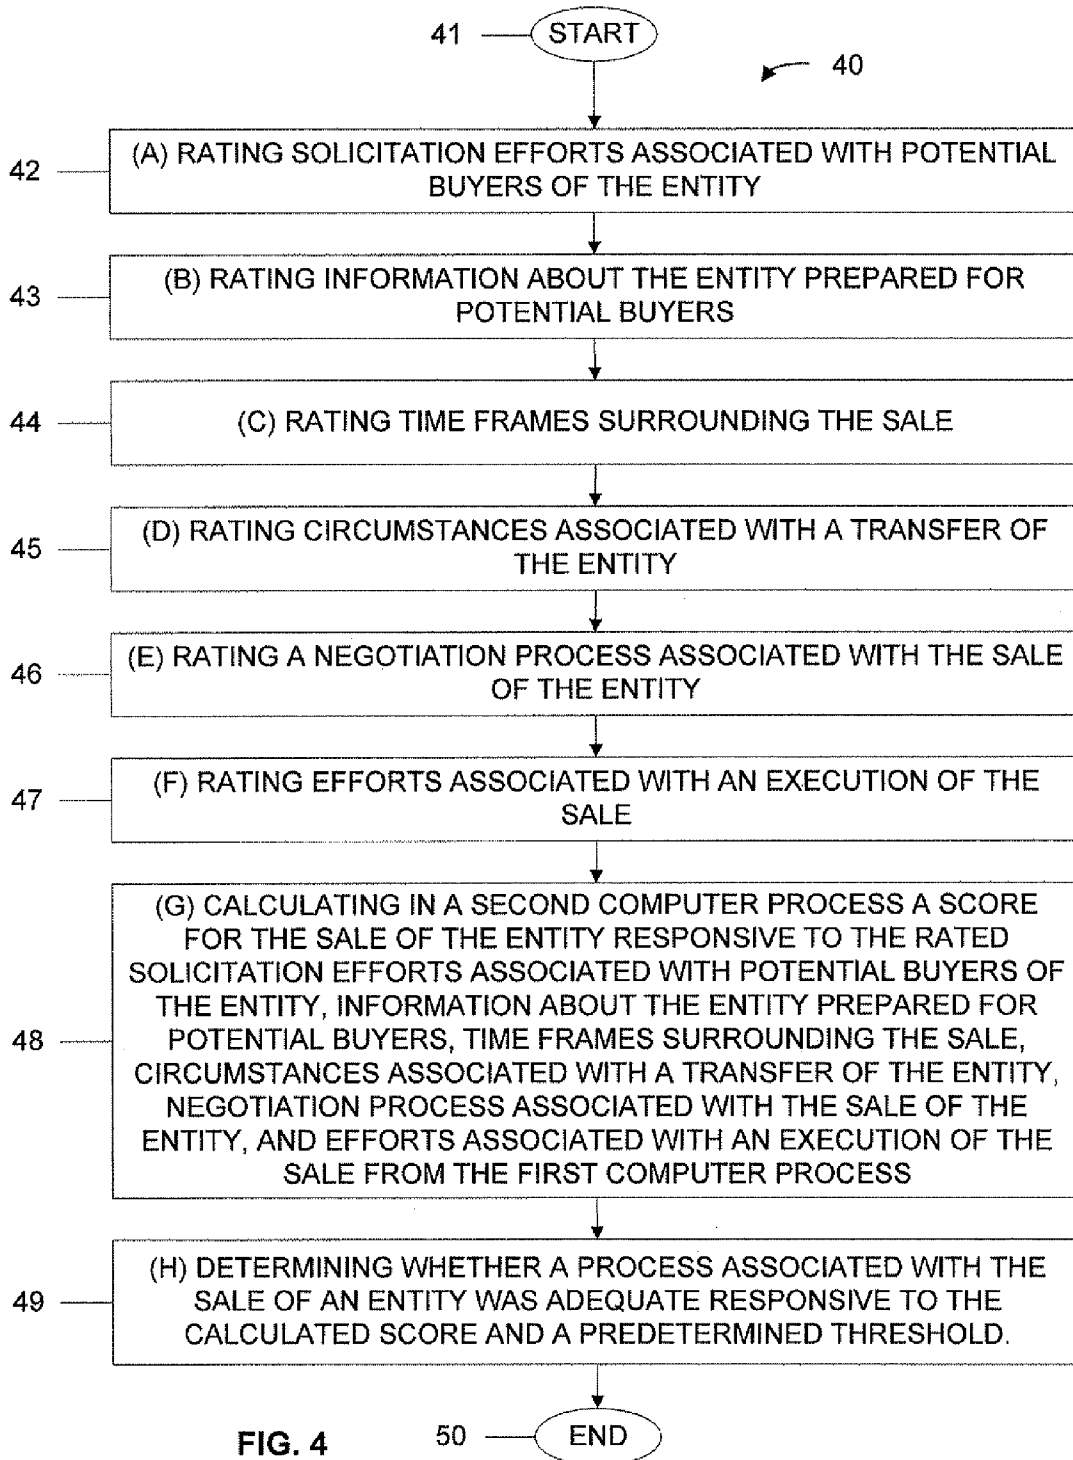 41 START
40
42 (A) RATING SOLICITATION EFFORTS ASSOCIATED WITH POTENTIAL
BUYERS OF THE ENTITY
43 (B) RATING INFORMATION ABOUT THE ENTITY PREPARED FOR
POTENTIAL BUYERS
44 (C) RATING TIME FRAMES SURROUNDING THE SALE
45 (D) RATING CIRCUMSTANCES ASSOCIATED WITH A TRANSFER OF
THE ENTITY
46 (E) RATING A NEGOTIATION PROCESS ASSOCIATED WITH THE SALE
OF THE ENTITY
47 (F) RATING EFFORTS ASSOCIATED WITH AN EXECUTION OF THE
SALE
(G) CALCULATING IN A SECOND COMPUTER PROCESS A SCORE
FOR THE SALE OF THE ENTITY RESPONSIVE TO THE RATED
SOLICITATION EFFORTS ASSOCIATED WITH POTENTIAL BUYERS OF
THE ENTITY, INFORMATION ABOUT THE ENTITY PREPARED FOR
48 POTENTIAL BUYERS, TIME FRAMES SURROUNDING THE SALE,
CIRCUMSTANCES ASSOCIATED WITH A TRANSFER OF THE ENTITY,
NEGOTIATION PROCESS ASSOCIATED WITH THE SALE OF THE
ENTITY, AND EFFORTS ASSOCIATED WITH AN EXECUTION OF THE
SALE FROM THE FIRST COMPUTER PROCESS
(H) DETERMINING WHETHER A PROCESS ASSOCIATED WITH THE
49 SALE OF AN ENTITY WAS ADEQUATE RESPONSIVE TO THE
CALCULATED SCORE AND A PREDETERMINED THRESHOLD.
50 END
FIG. 4